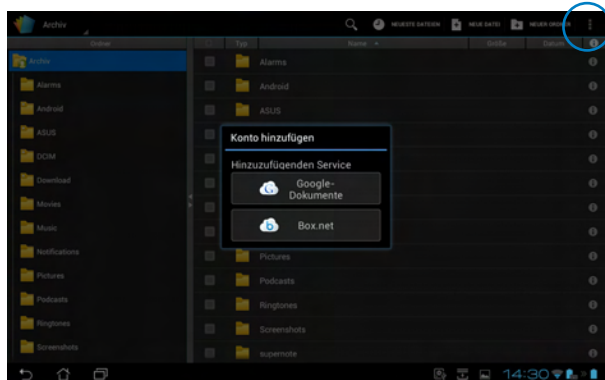 Archiv
NEUESTE DATEIEN
NEUE DATEI
NEUER ORDNER
Ordner
Typ
Name
Größe
Datum
Archiv
Alarms
Alarms
Android
Android
ASUS
ASUS
DCIM
Download
Movies
Music
Notifications
Pictures
Pictures
Podcasts
Podcasts
Ringtones
Ringtones
Screenshots
Screenshots
supernote
Konto hinzufügen
Hinzuzufügenden Service
Google-
Dokumente
Box.net
14:30